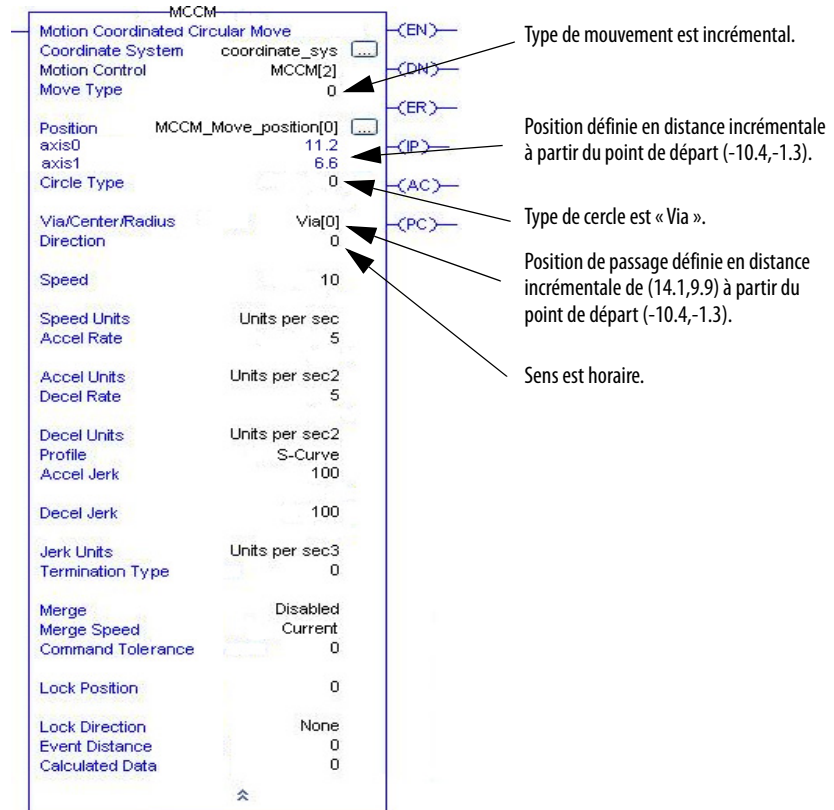 MCCM
Motion Coordinated Circular Move
Coordinate System coordinate_sys ...
Motion Control MCCM[2]
Move Type 0
Position MCCM_Move_position[0] ...
axis0 11.2
axis1 6.6
Circle Type 0
Via/Center/Radius Via[0]
Direction 0
Speed 10
Speed Units Units per sec
Accel Rate 5
Accel Units Units per sec2
Decel Rate 5
Decel Units Units per sec2
Profile S-Curve
Accel Jerk 100
Decel Jerk 100
Jerk Units Units per sec3
Termination Type 0
Merge Disabled
Merge Speed Current
Command Tolerance 0
Lock Position 0
Lock Direction None
Event Distance 0
Calculated Data 0
(EN)
(DN)
(ER)
(IP)
(AC)
(PC)
Type de mouvement est incrémental.
Position définie en distance incrémentale
à partir du point de départ (-10.4,-1.3).
Type de cercle est « Via ».
Position de passage définie en distance
incrémentale de (14.1,9.9) à partir du
point de départ (-10.4,-1.3).
Sens est horaire.